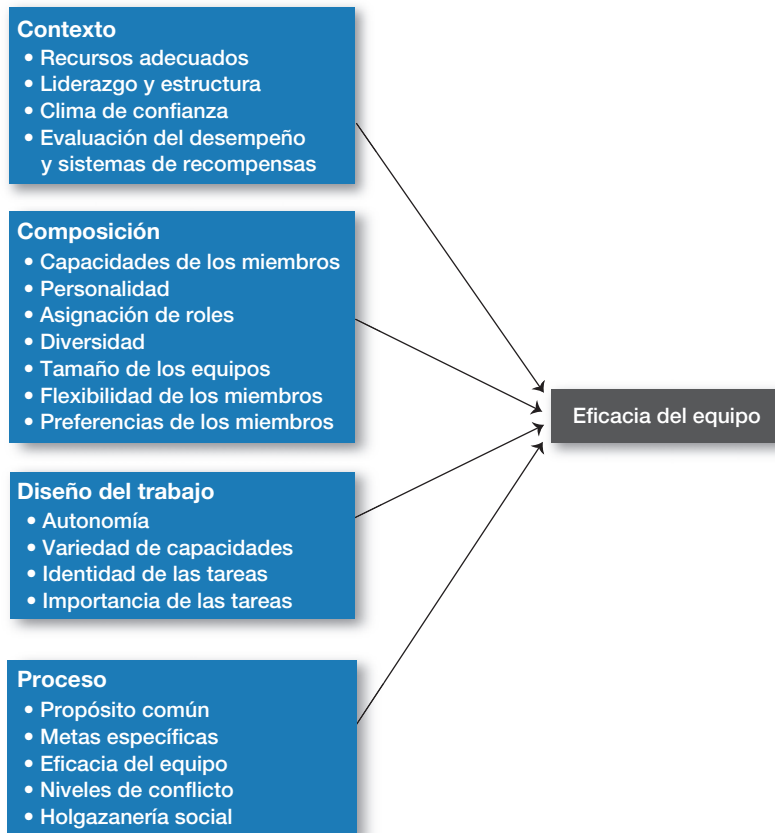 Contexto
• Recursos adecuados
• Liderazgo y estructura
• Clima de confianza
• Evaluación del desempeño
y sistemas de recompensas
Composición
• Capacidades de los miembros
• Personalidad
• Asignación de roles
• Diversidad
• Tamaño de los equipos
• Flexibilidad de los miembros
• Preferencias de los miembros
Eficacia del equipo
Diseño del trabajo
• Autonomía
• Variedad de capacidades
• Identidad de las tareas
• Importancia de las tareas
Proceso
• Propósito común
• Metas específicas
• Eficacia del equipo
• Niveles de conflicto
• Holgazanería social